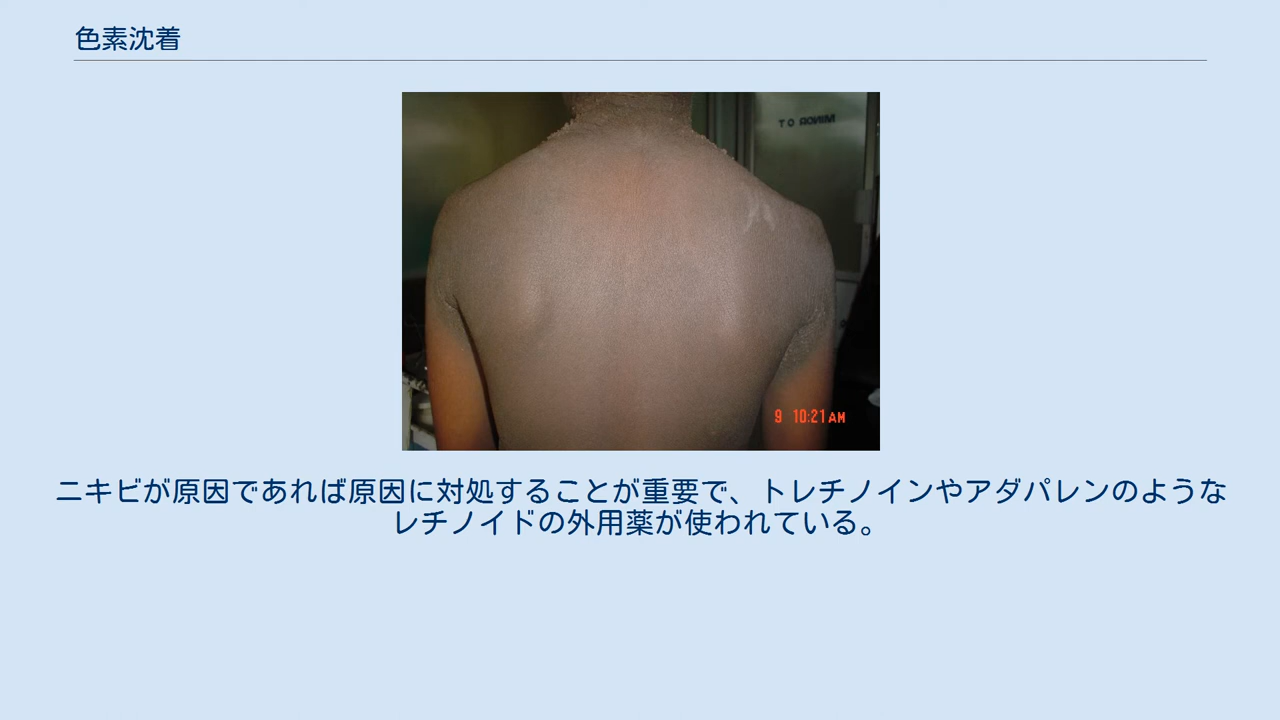 色素沈着
MINOR OT
9 10:21AM
ニキビが原因であれば原因に対処することが重要で、トレチノインやアダパレンのような
レチノイドの外用薬が使われている。